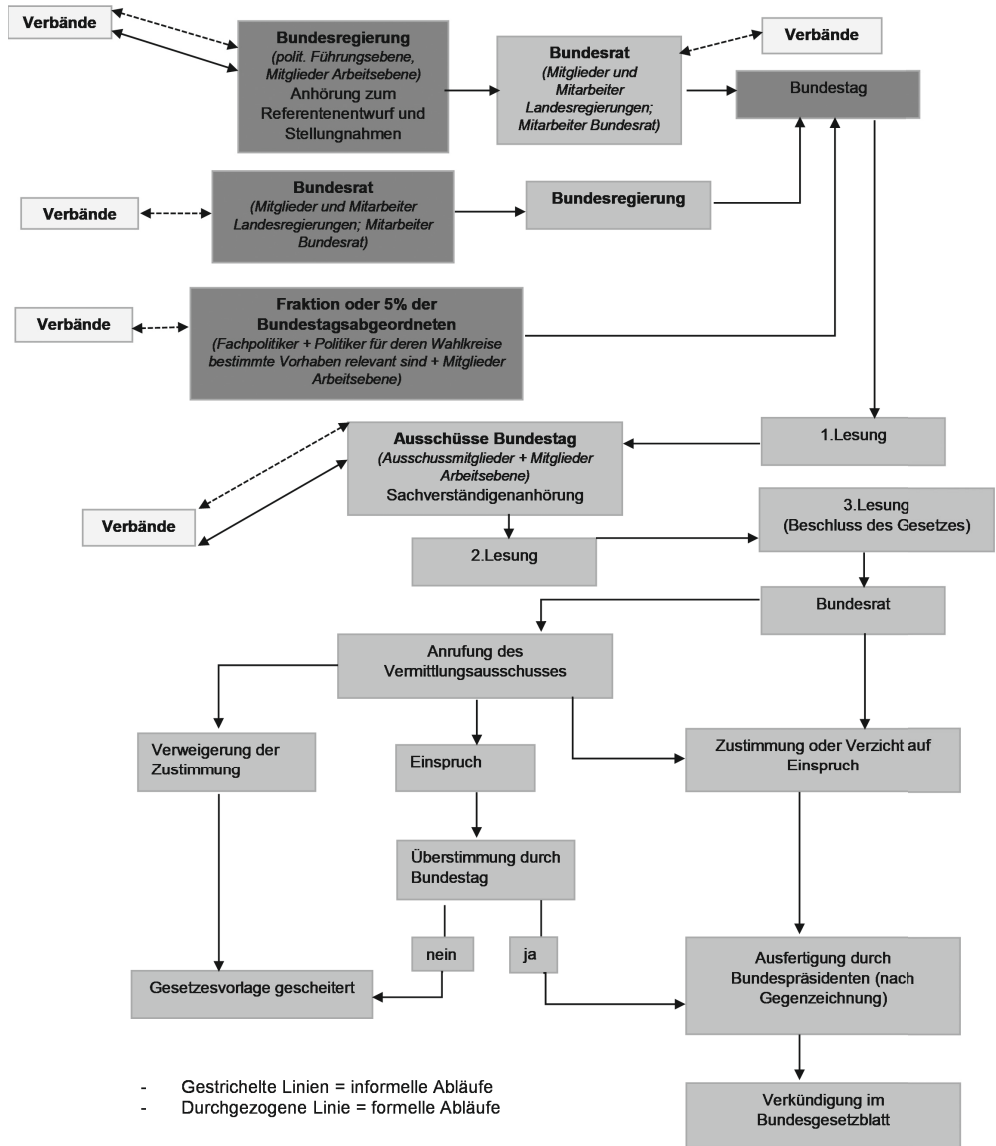 Verbände
Bundesregierung
(polit. Führungsebene,
Mitglieder Arbeitsebene)
Anhörung zum
Referentenentwurf und
Stellungnahmen
Bundesrat
(Mitglieder und
Mitarbeiter
Landesregierungen;
Mitarbeiter Bundesrat)
Verbände
Bundestag
Verbände
Bundesrat
(Mitglieder und Mitarbeiter
Landesregierungen; Mitarbeiter
Bundesrat)
Bundesregierung
Verbände
Fraktion oder 5% der
Bundestagsabgeordneten
(Fachpolitiker + Politiker für deren Wahlkreise
bestimmte Vorhaben relevant sind + Mitglieder
Arbeitsebene)
1.Lesung
Ausschüsse Bundestag
(Ausschussmitglieder + Mitglieder
Arbeitsebene)
Sachverständigenanhörung
Verbände
2.Lesung
3.Lesung
(Beschluss des Gesetzes)
Bundesrat
Anrufung des
Vermittlungsausschusses
Verweigerung der
Zustimmung
Einspruch
Zustimmung oder Verzicht auf
Einspruch
Überstimmung durch
Bundestag
nein
ja
Gesetzesvorlage gescheitert
Ausfertigung durch
Bundespräsidenten (nach
Gegenzeichnung)
Verkündigung im
Bundesgesetzblatt
- Gestrichelte Linien = informelle Abläufe
- Durchgezogene Linie = formelle Abläufe